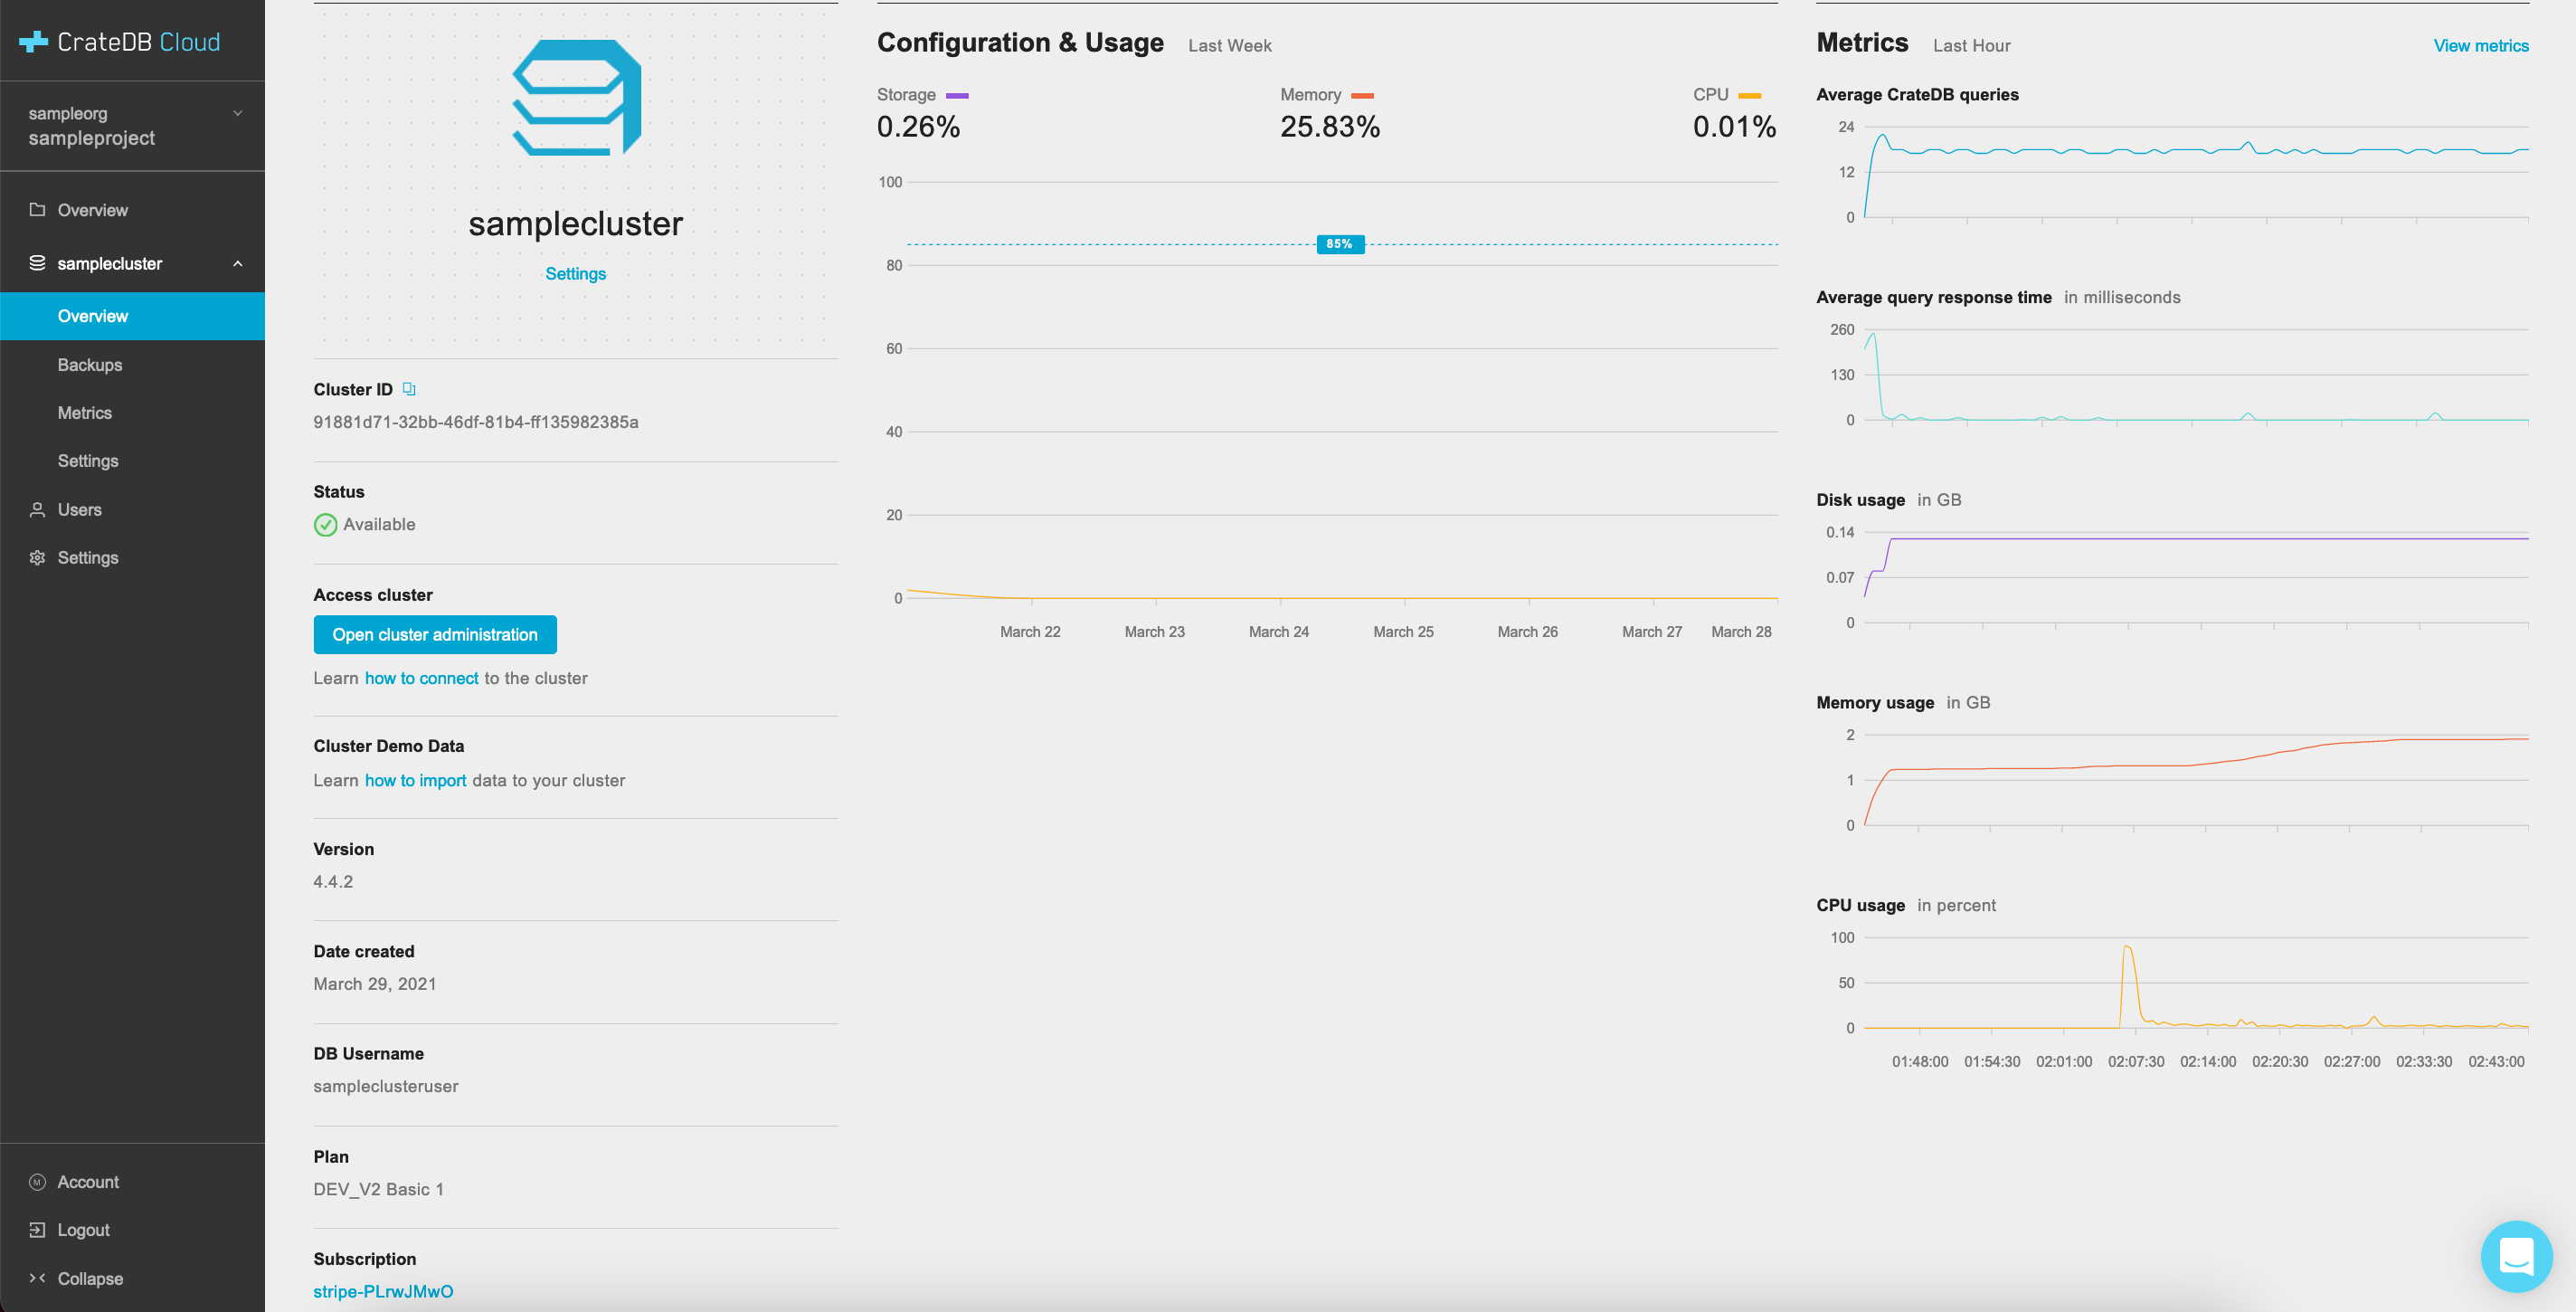 CrateDB Cloud
sampleorg
sampleproject
Overview
samplecluster
Overview
Backups
Metrics
Settings
Users
Settings
Account
Logout
Collapse
samplecluster
Settings
Cluster ID
91881d71-32bb-46df-81b4-ff135982385a
Status
Available
Access cluster
Open cluster administration
Learn how to connect to the cluster
Cluster Demo Data
Learn how to import data to your cluster
Version
4.4.2
Date created
March 29, 2021
DB Username
sampleclusteruser
Plan
DEV_V2 Basic 1
Subscription
stripe-PLrwJMwO
Configuration & Usage Last Week
Storage Memory CPU
0.26% 25.83% 0.01%
100
85%
80
60
40
20
0
March 22 March 23 March 24 March 25 March 26 March 27 March 28
Metrics Last Hour View metrics
Average CrateDB queries
24
12
0
Average query response time in milliseconds
260
130
0
Disk usage in GB
0.14
0.07
0
Memory usage in GB
2
1
0
CPU usage in percent
100
50
0
01:48:00 01:54:30 02:01:00 02:07:30 02:14:00 02:20:30 02:27:00 02:33:30 02:43:00